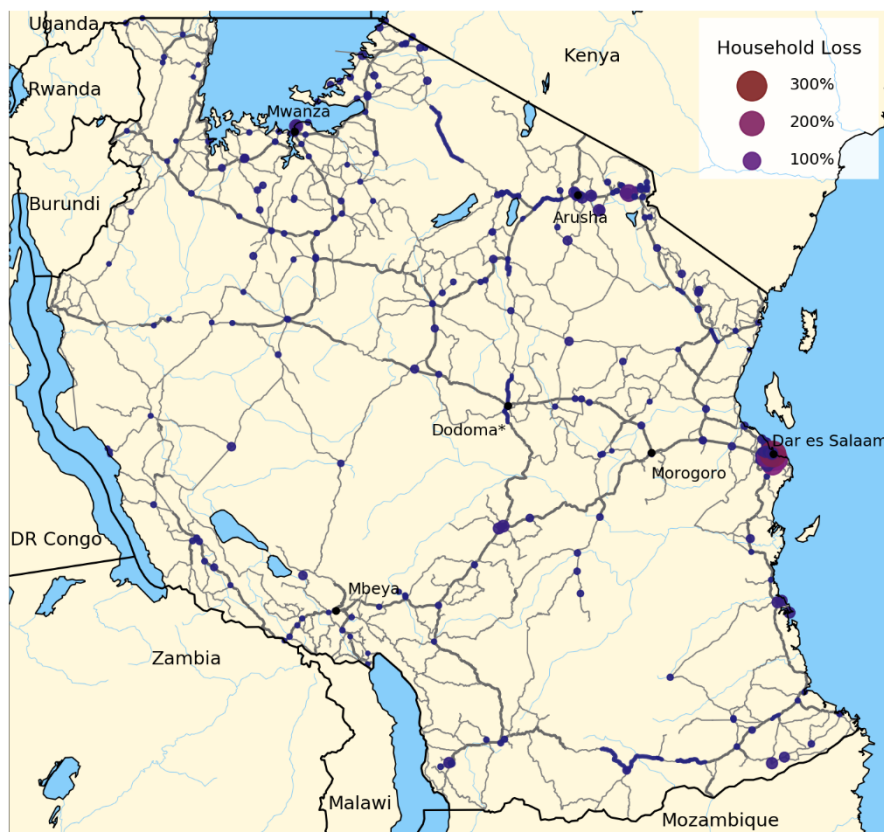 Uganda
Kenya
Household Loss
300%
200%
100%
Rwanda
Mwanza
Burundi
Arusha
Dodoma*
Dar es Salaam
Morogoro
DR Congo
Mbeya
Zambia
Malawi
Mozambique